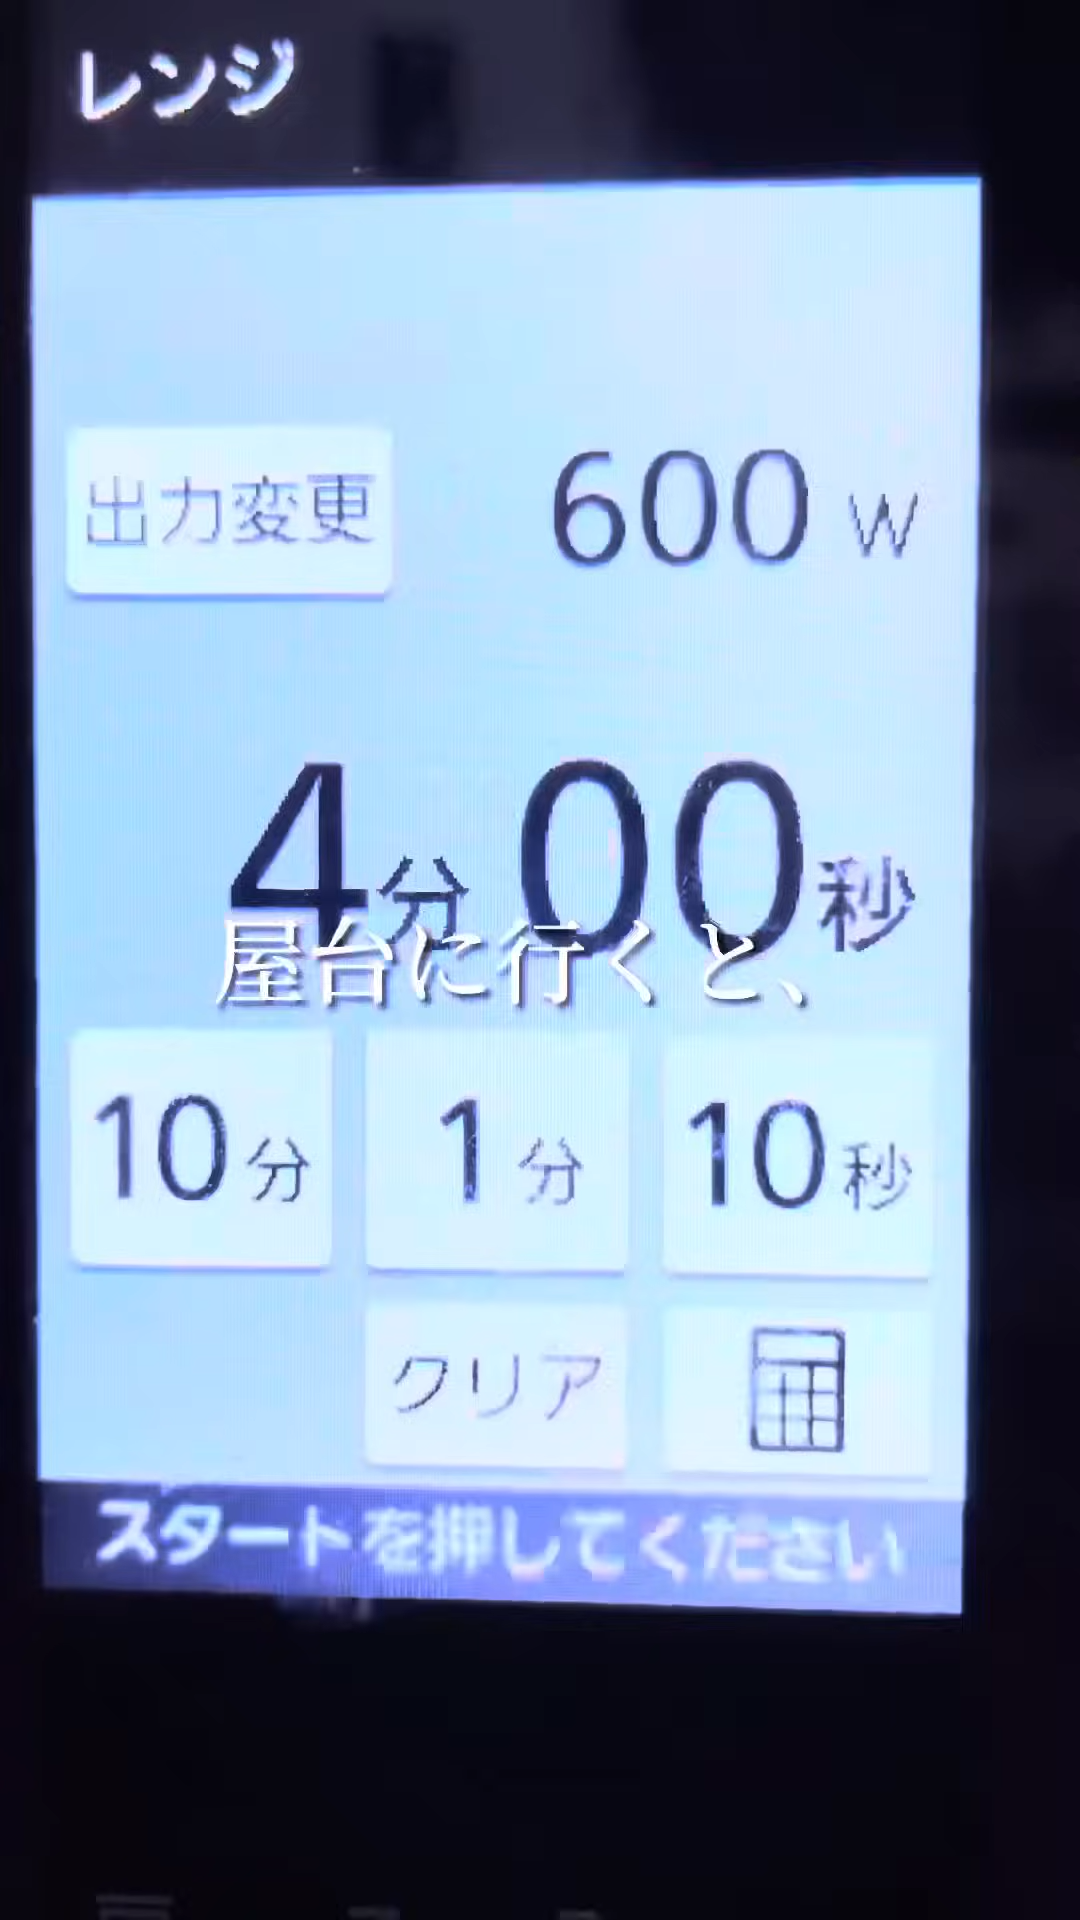 レンジ
出力変更 600 W
4分00秒
屋台に行くと、
10分 1分 10秒
クリア
スタートを押してください